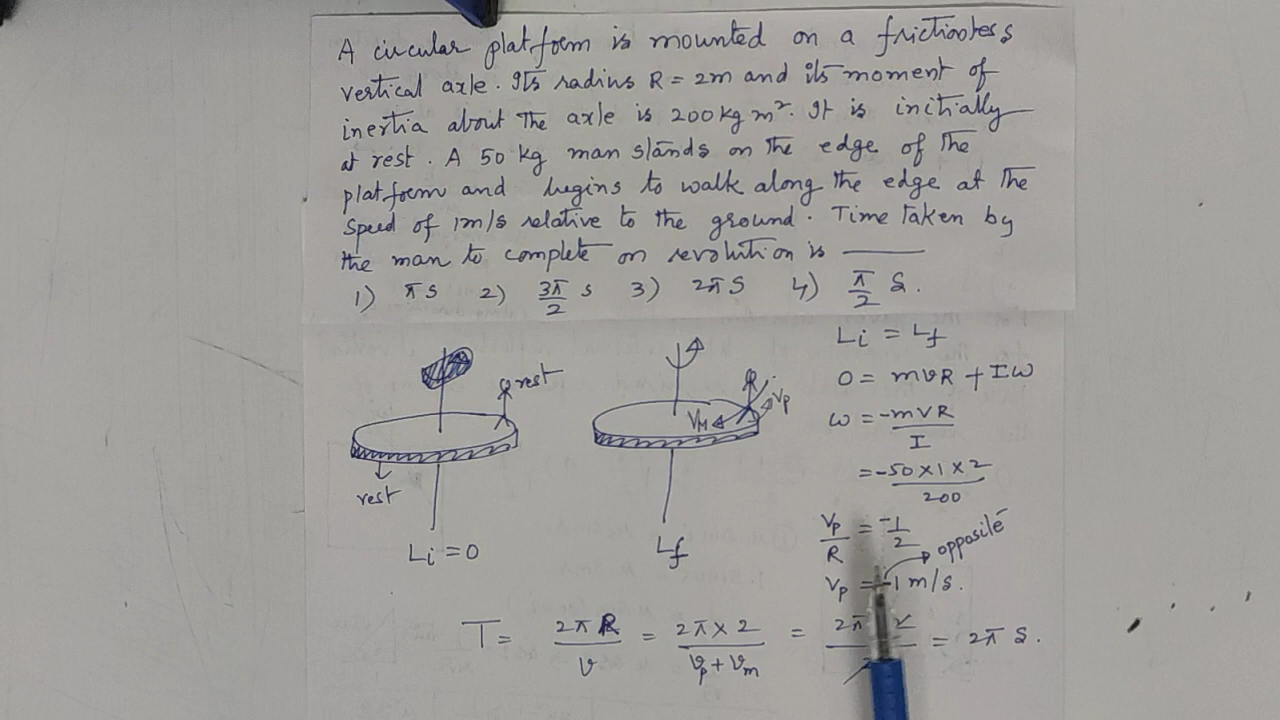 A circular platform is mounted on a frictionless
vertical axle. Its radius R = 2m and its moment of
inertia about the axle is 200 kg m². It is initially
at rest. A 50 kg man stands on the edge of the
platform and begins to walk along the edge at the
speed of 1m/s relative to the ground. Time taken by
the man to complete on revolution is ———
1) π s 2) 3π/2 s 3) 2π S 4) π/2 S.
Li = Lf
rest
0 = mvR + Iω
VM
Vp
ω = -mVR/I
rest
= -50×1×2/200
Li = 0
Lf
Vp/R = -1/2
opposite
Vp = -1 m/s.
T = 2πR/v = 2π×2/Vp+Vm = 2π = 2π S.